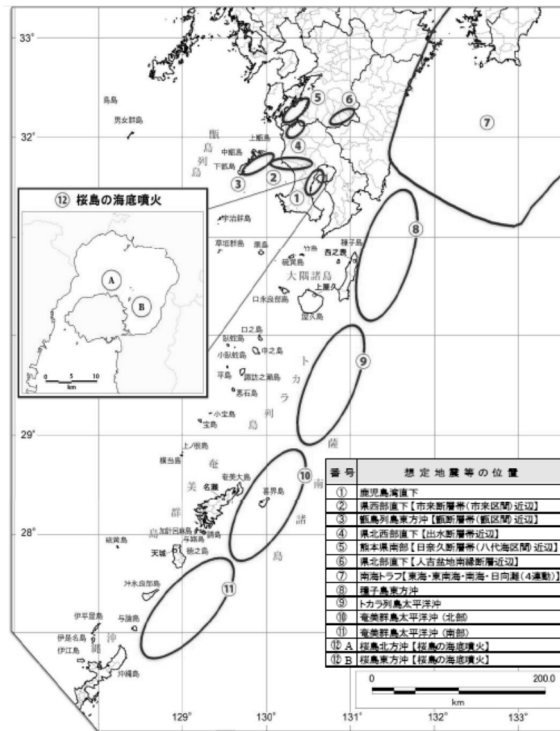 33°
32°
29°
28°
129°
130°
131°
132°
133°
鳥島
男女群島
甑島列島
上甑島
中甑島
下甑島
⑤
⑥
④
⑦
③
②
①
⑫ 桜島の海底噴火
A
B
0 5 10
km
宇治群島
草垣群島
黒島
竹島
硫黄島
種子島
西之表
大隅諸島
上屋久
口永良部島
屋久島
⑧
口之島
臥蛇島
小臥蛇島
中之島
平島
諏訪之瀬島
悪石島
小宝島
宝島
トカラ列島
⑨
上ノ根島
横当島
奄美大島
名瀬
喜界島
⑩
加計呂麻島
与路島
請島
硫黄鳥島
徳之島
天城
奄美群島
薩南諸島
沖永良部島
⑪
与論島
伊平屋島
伊是名島
伊江島
沖縄
沖縄島
番号 想定地震等の位置
① 鹿児島湾直下
② 県西部直下【市来断層帯(市来区間)近辺】
③ 甑島列島東方沖【甑断層帯(甑区間)近辺】
④ 県北西部直下【出水断層帯近辺】
⑤ 熊本県南部【日奈久断層帯(八代海区間)近辺】
⑥ 県北部直下【人吉盆地南縁断層近辺】
⑦ 南海トラフ【東海・東南海・南海・日向灘(4連動)】
⑧ 種子島東方沖
⑨ トカラ列島太平洋沖
⑩ 奄美群島太平洋沖(北部)
⑪ 奄美群島太平洋沖(南部)
⑫ A 桜島北方沖【桜島の海底噴火】
⑫ B 桜島東方沖【桜島の海底噴火】
0 200.0
km